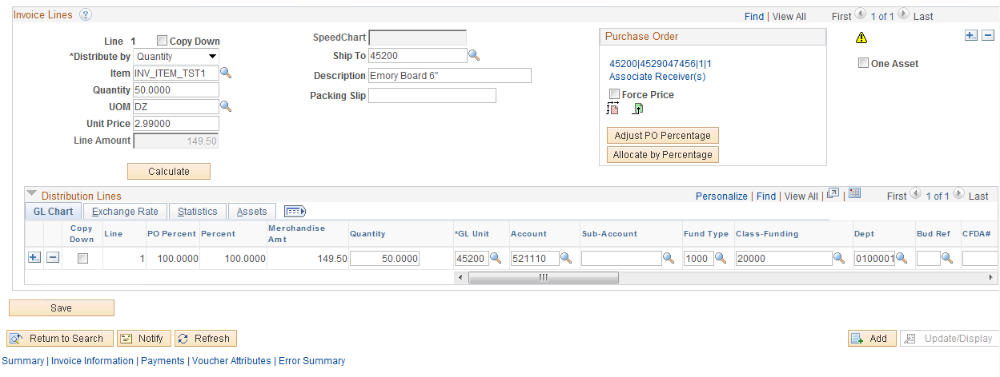 Invoice Lines ?
Find | View All First 1 of 1 Last
Line 1 Copy Down
*Distribute by Quantity
Item INV_ITEM_TST1
Quantity 50.0000
UOM DZ
Unit Price 2.99000
Line Amount 149.50
Calculate
SpeedChart
Ship To 45200
Description Emory Board 6"
Packing Slip
Purchase Order
45200|4529047456|1|1
Associate Receiver(s)
Force Price
Adjust PO Percentage
Allocate by Percentage
One Asset
Distribution Lines
Personalize | Find | View All | | First 1 of 1 Last
GL Chart Exchange Rate Statistics Assets
Copy Down Line PO Percent Percent Merchandise Amt Quantity *GL Unit Account Sub-Account Fund Type Class-Funding Dept Bud Ref CFDA#
1 100.0000 100.0000 149.50 50.0000 45200 521110 1000 20000 0100001
Save
Return to Search Notify Refresh Add Update/Display
Summary | Invoice Information | Payments | Voucher Attributes | Error Summary